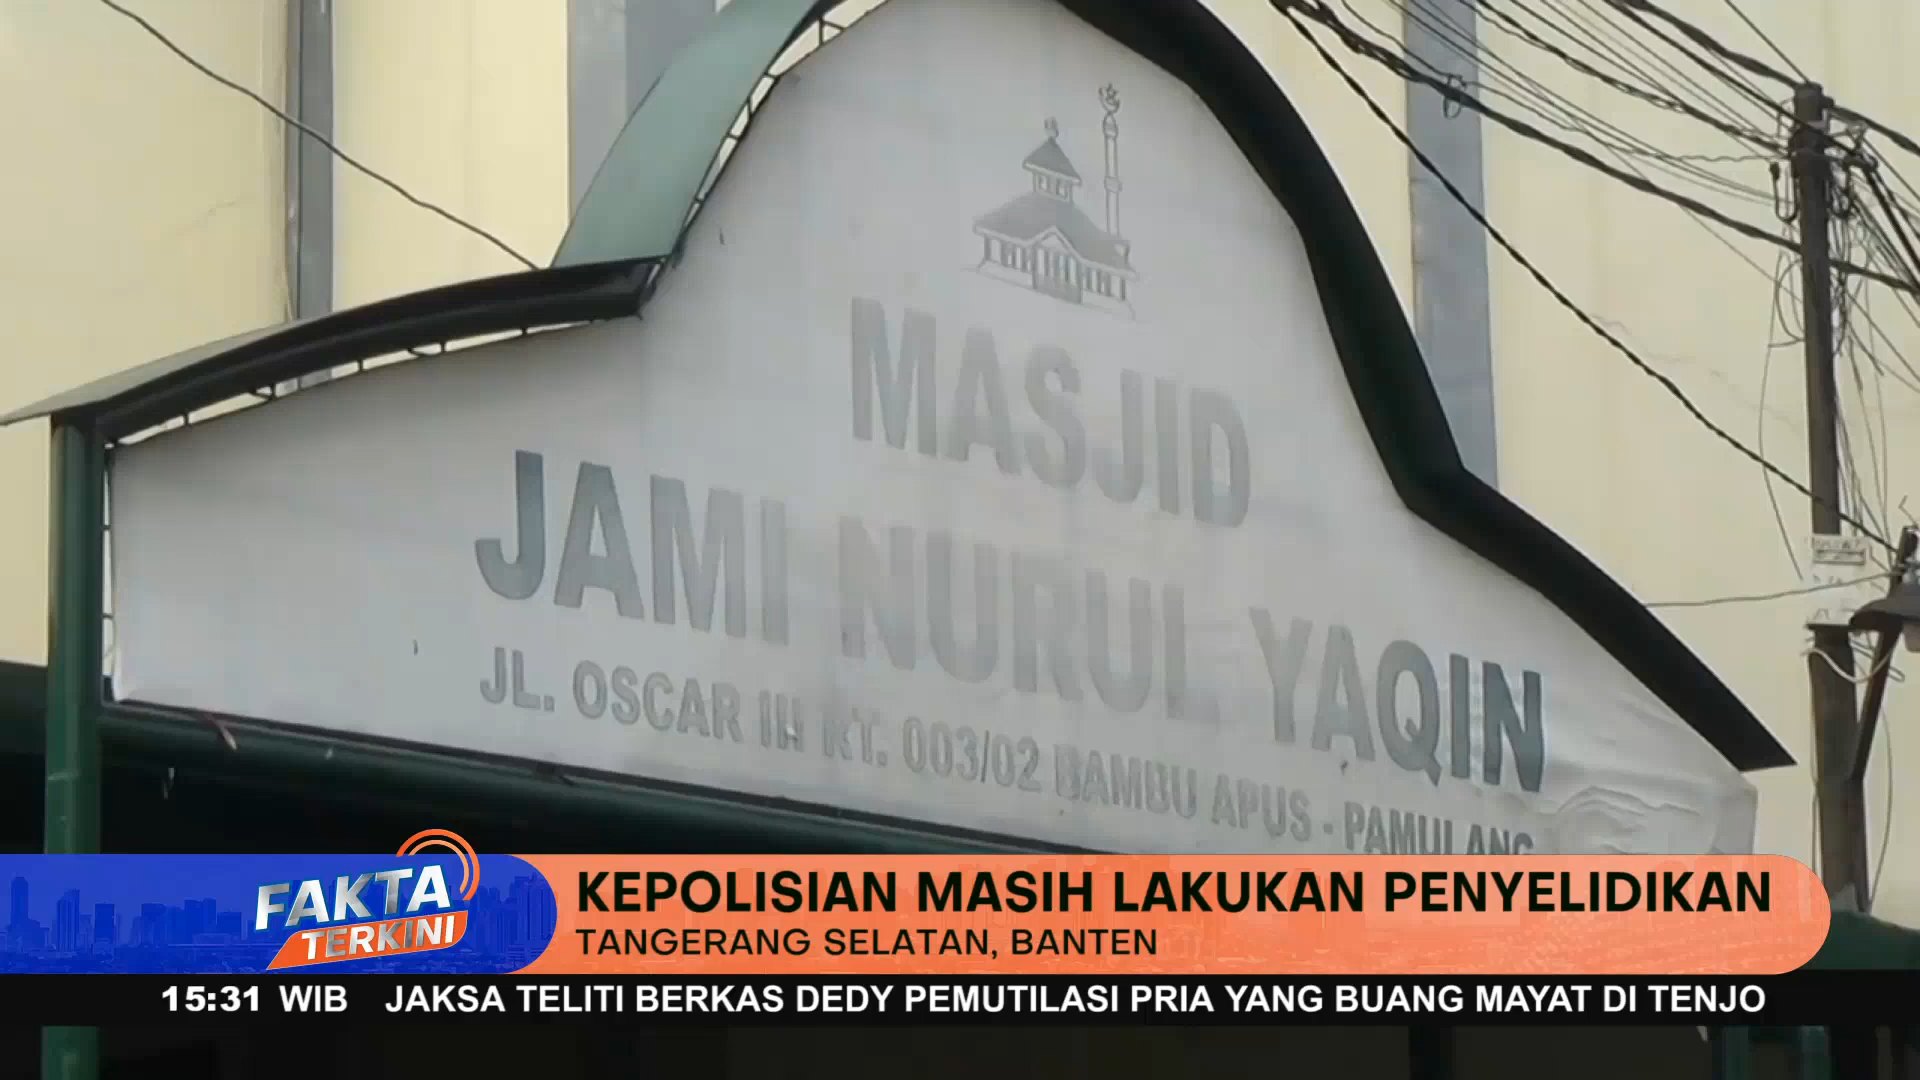 MASJID
JAMI NURUL YAQIN
JL. OSCAR III RT. 003/02 BAMBU APUS - PAMULANG
FAKTA
TERKINI
KEPOLISIAN MASIH LAKUKAN PENYELIDIKAN
TANGERANG SELATAN, BANTEN
15:31 WIB JAKSA TELITI BERKAS DEDY PEMUTILASI PRIA YANG BUANG MAYAT DI TENJO